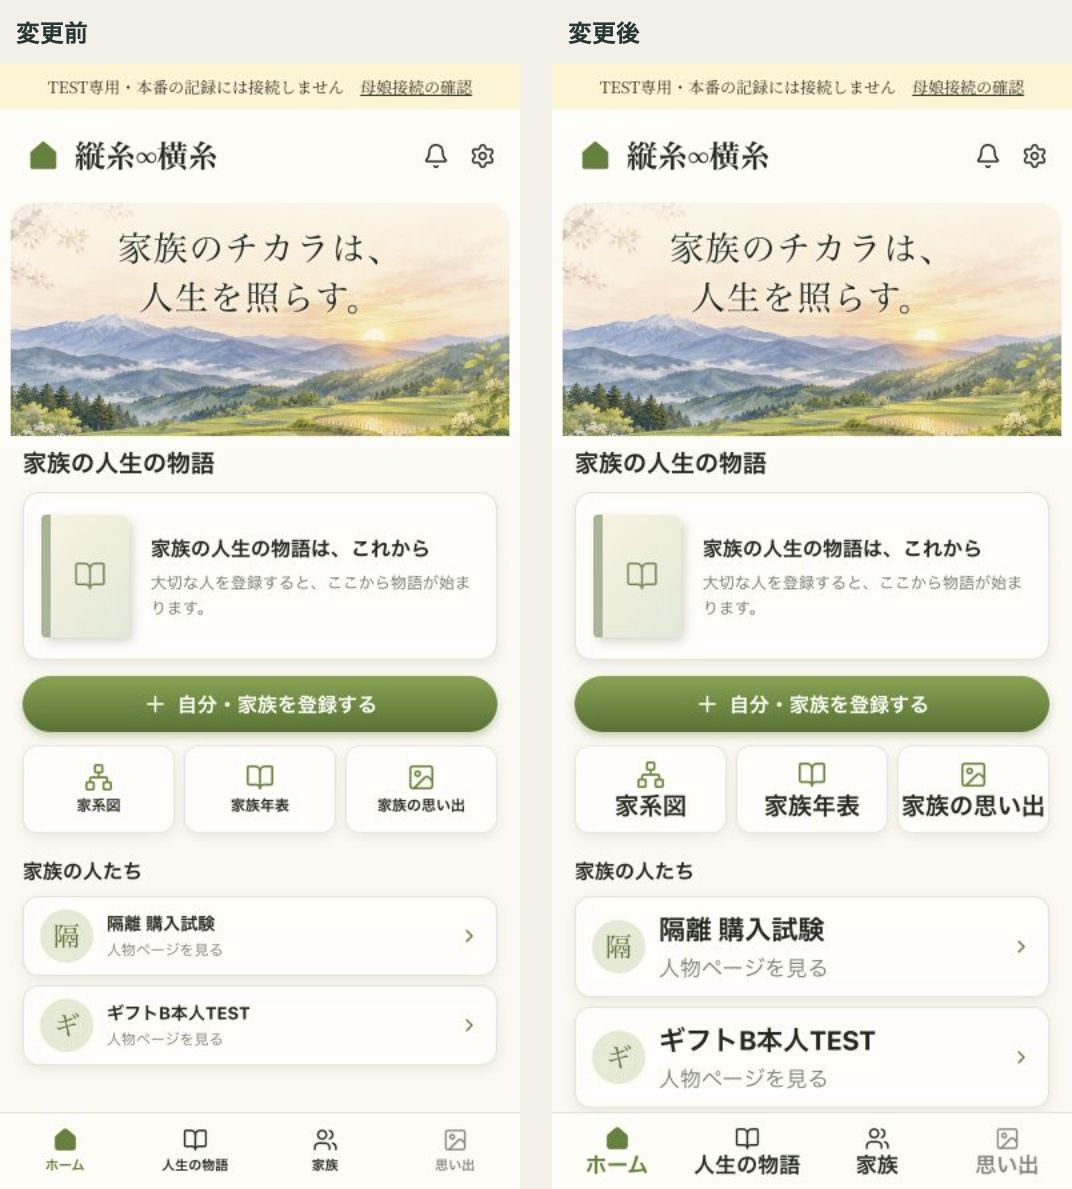 変更前
TEST専用・本番の記録には接続しません 母娘接続の確認
縦糸∞横糸
家族のチカラは、
人生を照らす。
家族の人生の物語
家族の人生の物語は、これから
大切な人を登録すると、ここから物語が始ま
ります。
＋ 自分・家族を登録する
家系図 家族年表 家族の思い出
家族の人たち
隔
隔離 購入試験
人物ページを見る
ギ
ギフトB本人TEST
人物ページを見る
ホーム 人生の物語 家族 思い出
変更後
TEST専用・本番の記録には接続しません 母娘接続の確認
縦糸∞横糸
家族のチカラは、
人生を照らす。
家族の人生の物語
家族の人生の物語は、これから
大切な人を登録すると、ここから物語が始ま
ります。
＋ 自分・家族を登録する
家系図 家族年表 家族の思い出
家族の人たち
隔
隔離 購入試験
人物ページを見る
ギ
ギフトB本人TEST
人物ページを見る
ホーム 人生の物語 家族 思い出